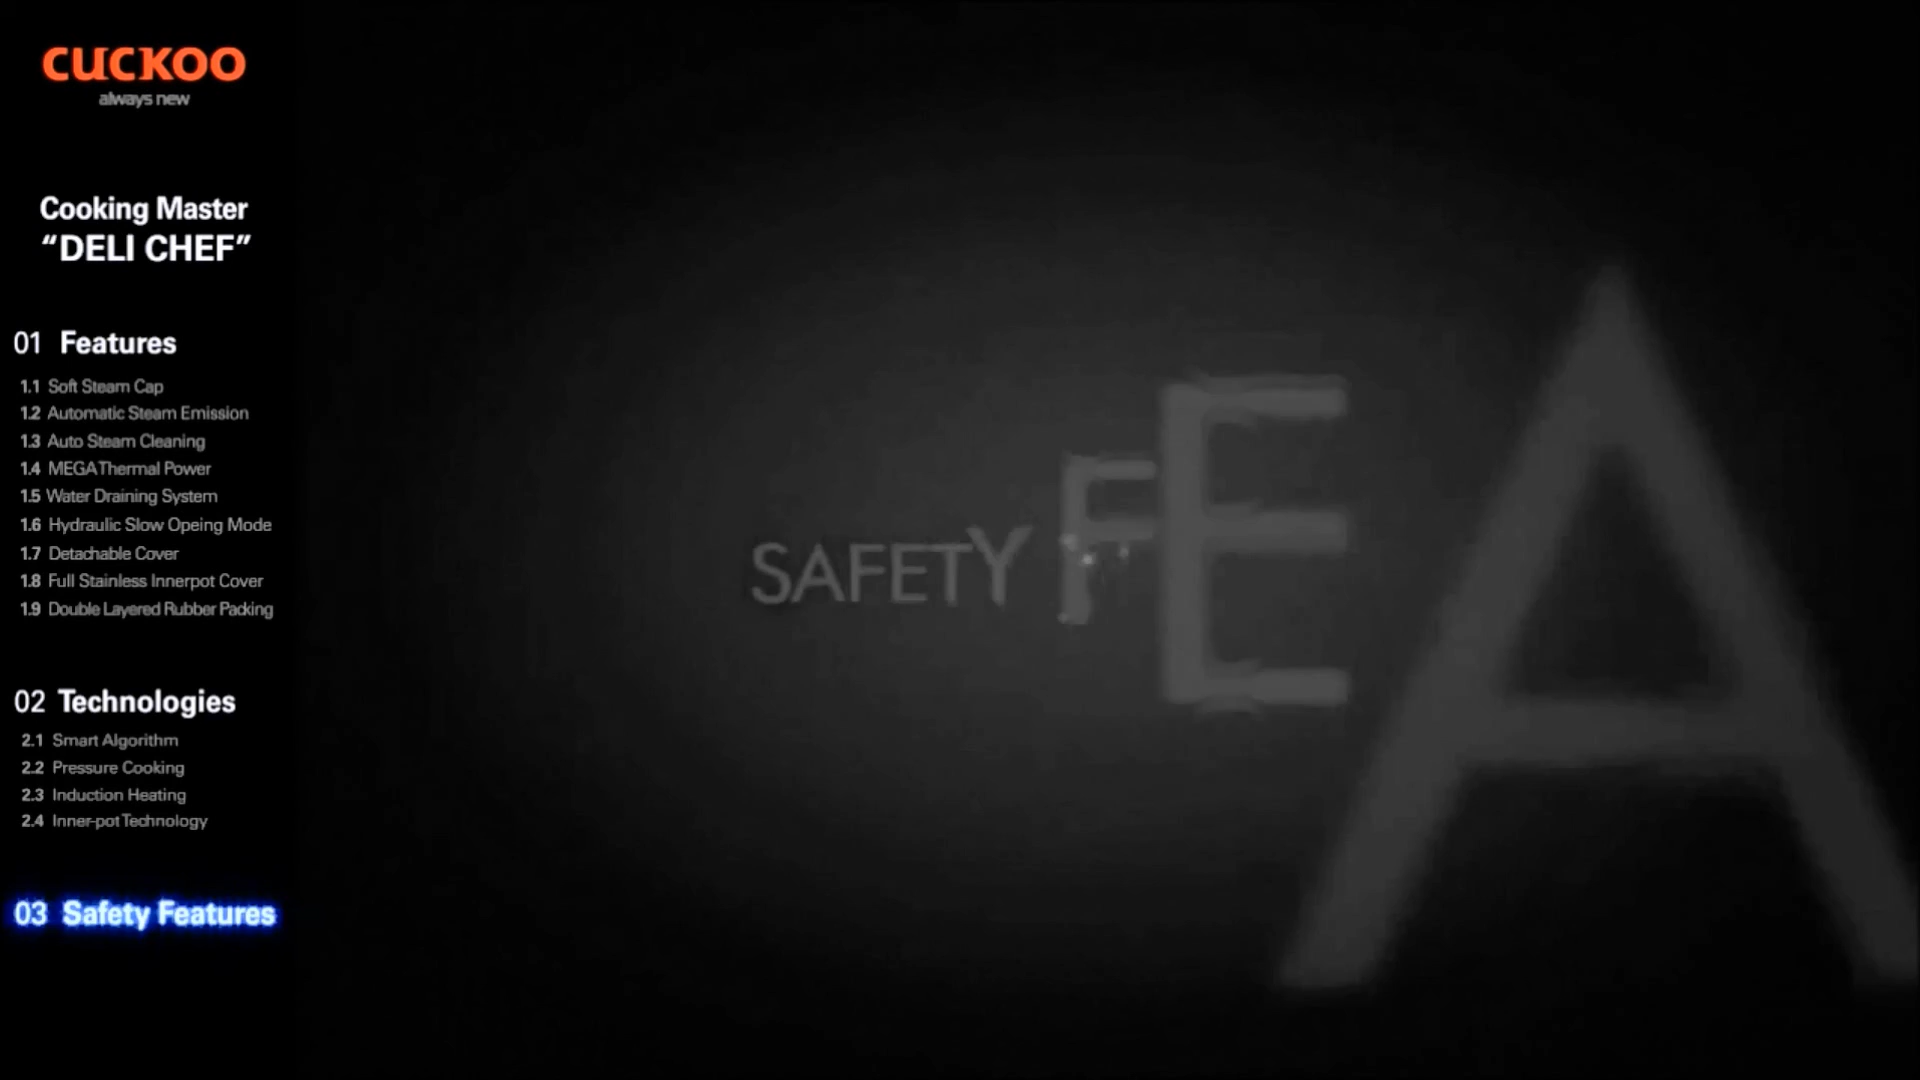 CUCKOO
always new
Cooking Master
“DELI CHEF”
01 Features
1.1 Soft Steam Cap
1.2 Automatic Steam Emission
1.3 Auto Steam Cleaning
1.4 MEGA Thermal Power
1.5 Water Draining System
1.6 Hydraulic Slow Opeing Mode
1.7 Detachable Cover
1.8 Full Stainless Innerpot Cover
1.9 Double Layered Rubber Packing
02 Technologies
2.1 Smart Algorithm
2.2 Pressure Cooking
2.3 Induction Heating
2.4 Inner-pot Technology
03 Safety Features
SAFETY FEA